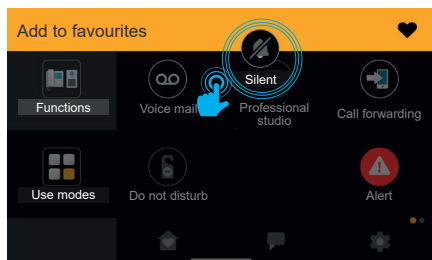 Add to favourites
Silent
Functions
Voice mail
Professional
studio
Call forwarding
Use modes
Do not disturb
Alert